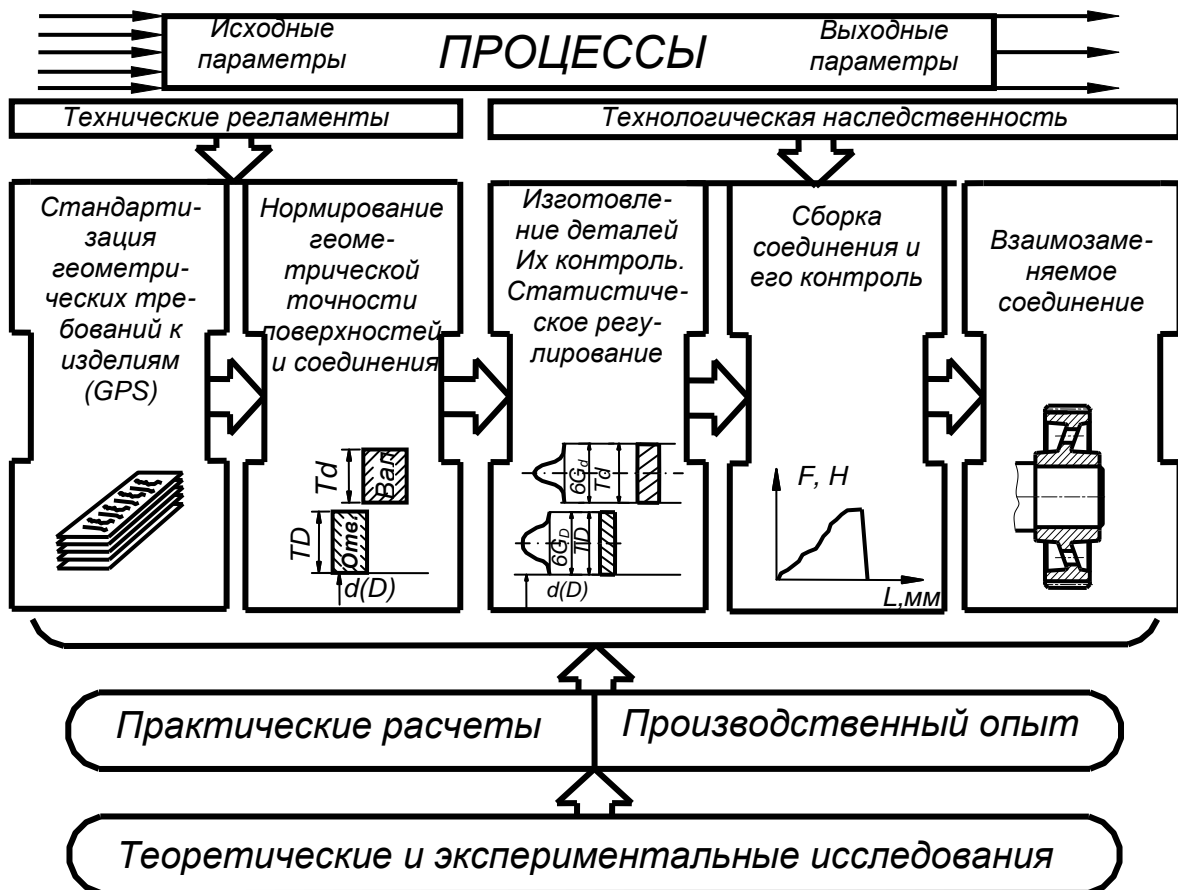 Исходные
параметры
ПРОЦЕССЫ
Выходные
параметры
Технические регламенты
Технологическая наследственность
Стандарти-
зация
геометри-
ческих тре-
бований к
изделиям
(GPS)
Нормирование
геоме-
трической
точности
поверхностей
и соединения
Td
Вал
TD
Отв.
d(D)
Изготовле-
ние деталей
Их контроль.
Статистиче-
ское регу-
лирование
6Gd
Td
6GD
TD
d(D)
Сборка
соединения и
его контроль
F, H
L,мм
Взаимозаме-
няемое
соединение
Практические расчеты
Производственный опыт
Теоретические и экспериментальные исследования